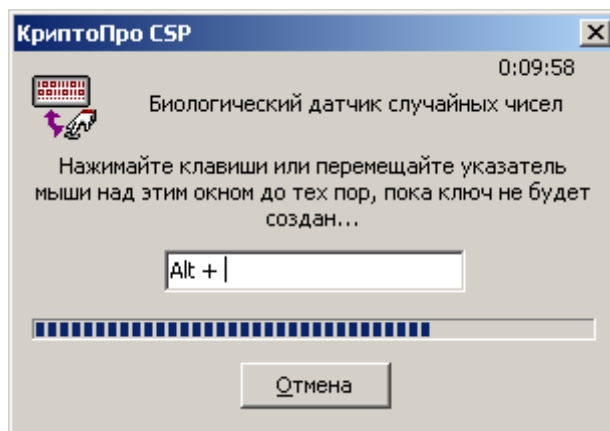 КриптоПро CSP
0:09:58
Биологический датчик случайных чисел
Нажимайте клавиши или перемещайте указатель
мыши над этим окном до тех пор, пока ключ не будет
создан...
Alt +
Отмена